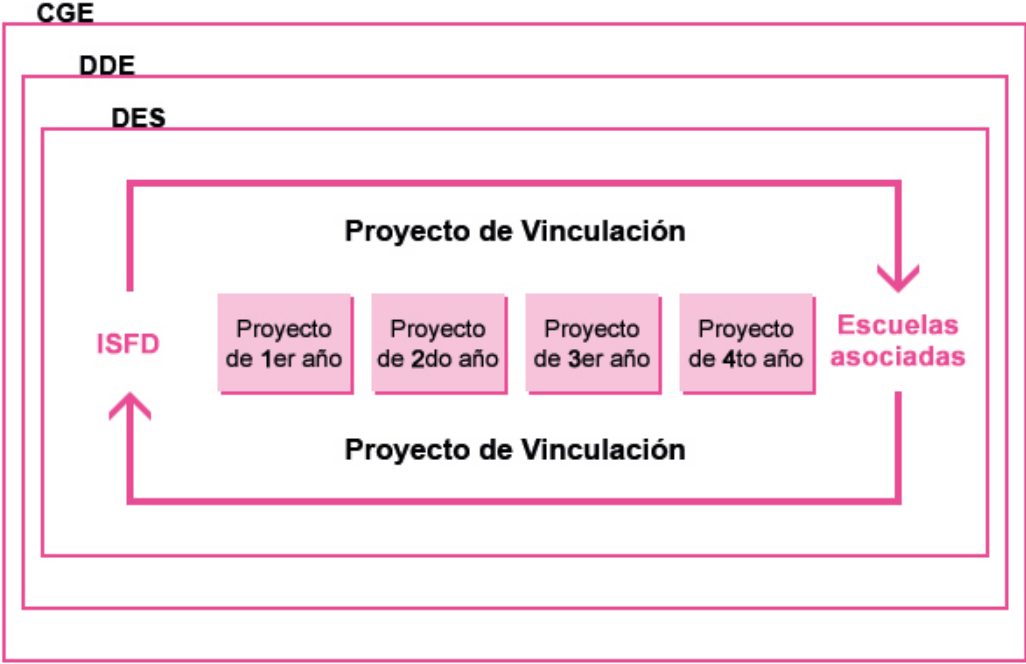 CGE
DDE
DES
Proyecto de Vinculación
ISFD
Proyecto
de 1er año
Proyecto
de 2do año
Proyecto
de 3er año
Proyecto
de 4to año
Escuelas
asociadas
Proyecto de Vinculación